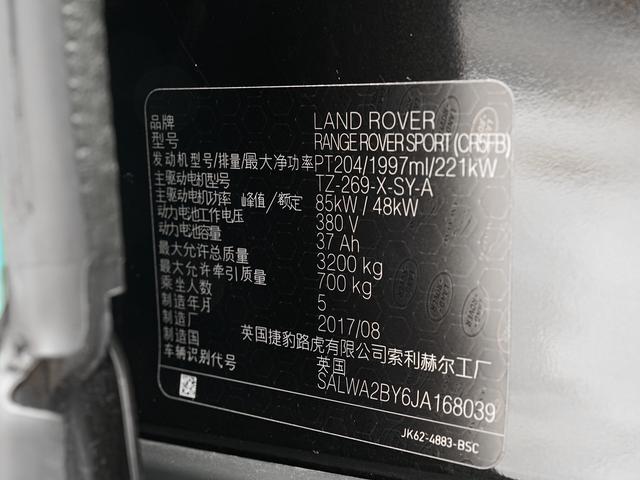 品牌 LAND ROVER
型号 RANGE ROVER SPORT (CR5FB)
发动机型号/排量/最大净功率 PT204/1997ml/221kW
主驱动电机型号 TZ-269-X-SY-A
主驱动电机功率 峰值/额定 85kW / 48kW
动力电池工作电压 380 V
动力电池容量 37 Ah
最大允许总质量 3200 kg
最大允许牵引质量 700 kg
乘坐人数 5
制造年月 2017/08
制造厂 英国捷豹路虎有限公司索利赫尔工厂
制造国 英国
车辆识别代号 SALWA2BY6JA168039
JK62-4883-BSC